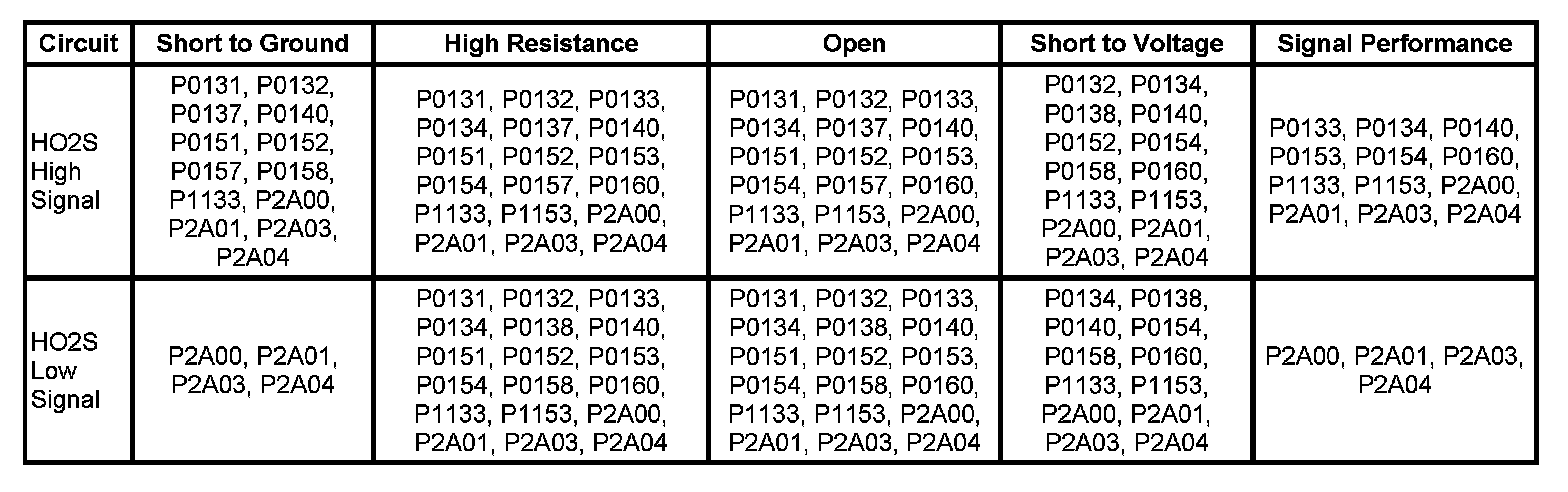 Circuit
Short to Ground
High Resistance
Open
Short to Voltage
Signal Performance
HO2S
High
Signal
P0131, P0132,
P0137, P0140,
P0151, P0152,
P0157, P0158,
P1133, P2A00,
P2A01, P2A03,
P2A04
P0131, P0132, P0133,
P0134, P0137, P0140,
P0151, P0152, P0153,
P0154, P0157, P0160,
P1133, P1153, P2A00,
P2A01, P2A03, P2A04
P0131, P0132, P0133,
P0134, P0137, P0140,
P0151, P0152, P0153,
P0154, P0157, P0160,
P1133, P1153, P2A00,
P2A01, P2A03, P2A04
P0132, P0134,
P0138, P0140,
P0152, P0154,
P0158, P0160,
P1133, P1153,
P2A00, P2A01,
P2A03, P2A04
P0133, P0134, P0140,
P0153, P0154, P0160,
P1133, P1153, P2A00,
P2A01, P2A03, P2A04
HO2S
Low
Signal
P2A00, P2A01,
P2A03, P2A04
P0131, P0132, P0133,
P0134, P0138, P0140,
P0151, P0152, P0153,
P0154, P0158, P0160,
P1133, P1153, P2A00,
P2A01, P2A03, P2A04
P0131, P0132, P0133,
P0134, P0138, P0140,
P0151, P0152, P0153,
P0154, P0158, P0160,
P1133, P1153, P2A00,
P2A01, P2A03, P2A04
P0134, P0138,
P0140, P0154,
P0158, P0160,
P1133, P1153,
P2A00, P2A01,
P2A03, P2A04
P2A00, P2A01, P2A03,
P2A04